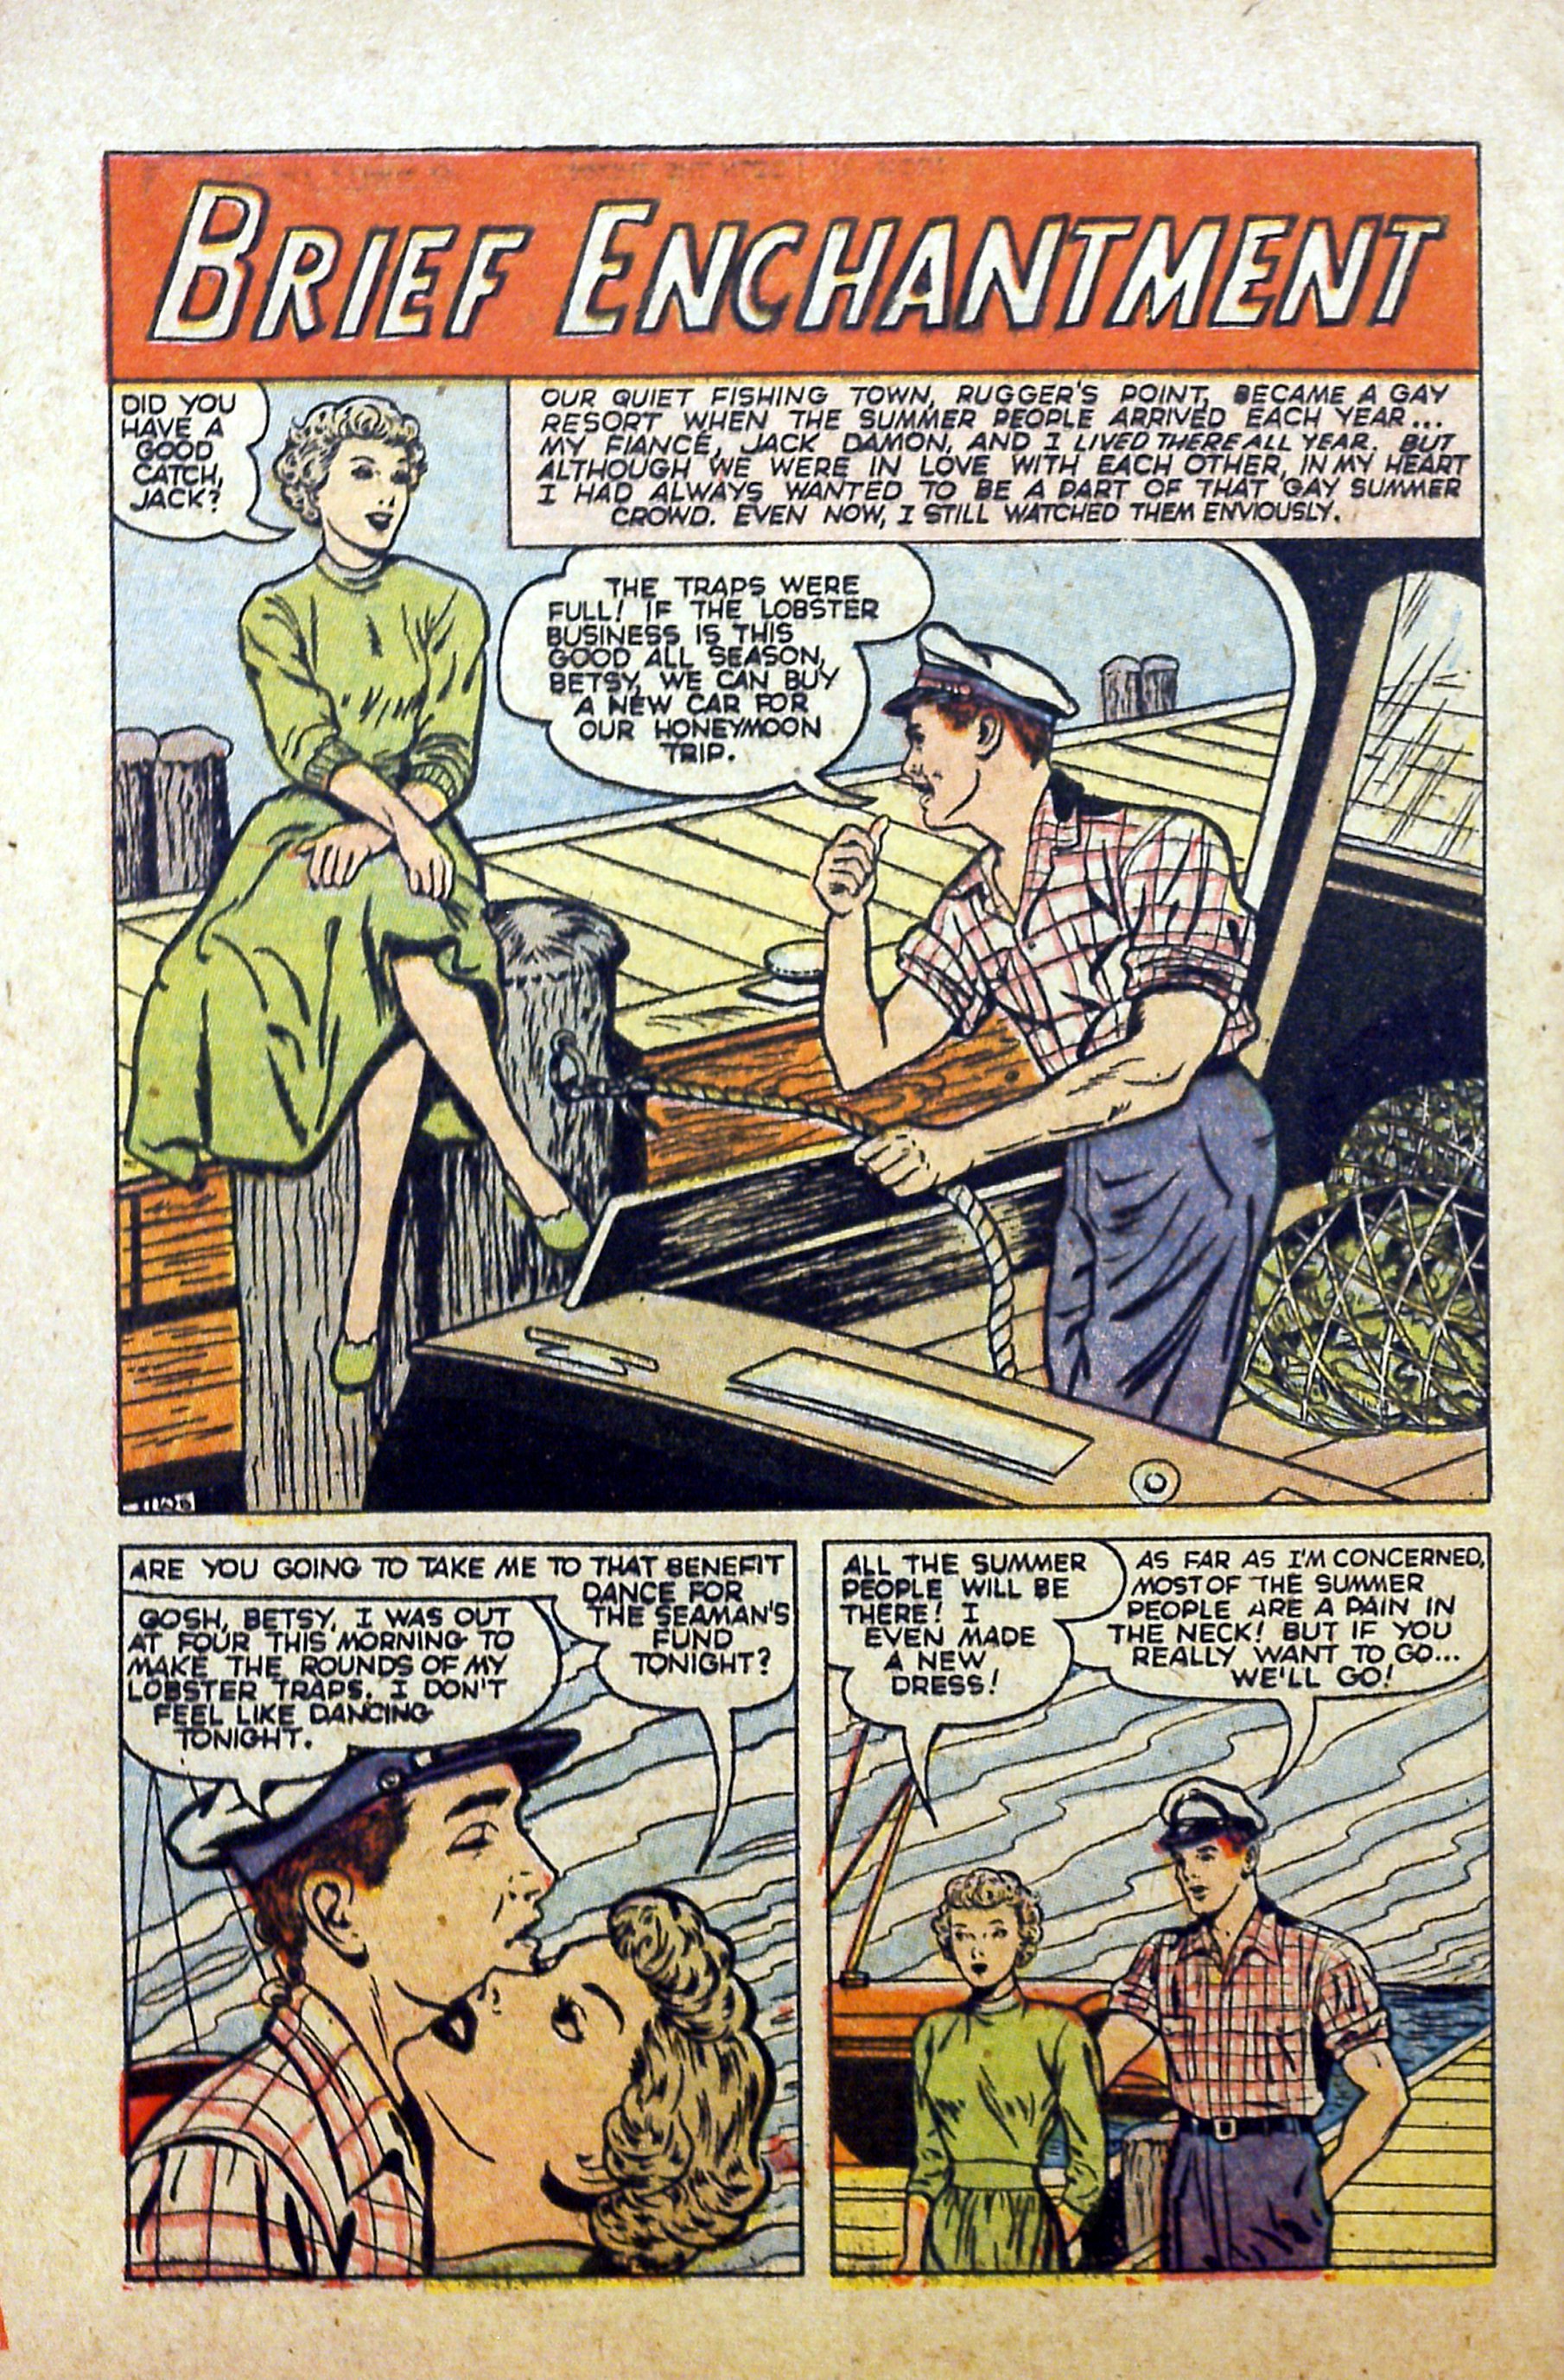 BRIEF ENCHANTMENT
DID YOU
HAVE A
GOOD
CATCH,
JACK?
OUR QUIET FISHING TOWN, RUGGER'S POINT, BECAME A GAY
RESORT WHEN THE SUMMER PEOPLE ARRIVED EACH YEAR...
MY FIANCÉ, JACK DAMON, AND I LIVED THERE ALL YEAR. BUT
ALTHOUGH WE WERE IN LOVE WITH EACH OTHER, IN MY HEART
I HAD ALWAYS WANTED TO BE A PART OF THAT GAY SUMMER
CROWD. EVEN NOW, I STILL WATCHED THEM ENVIOUSLY.
THE TRAPS WERE
FULL! IF THE LOBSTER
BUSINESS IS THIS
GOOD ALL SEASON,
BETSY, WE CAN BUY
A NEW CAR FOR
OUR HONEYMOON
TRIP.
ARE YOU GOING TO TAKE ME TO THAT BENEFIT
DANCE FOR
THE SEAMAN'S
FUND
TONIGHT?
GOSH, BETSY, I WAS OUT
AT FOUR THIS MORNING TO
MAKE THE ROUNDS OF MY
LOBSTER TRAPS. I DON'T
FEEL LIKE DANCING
TONIGHT.
ALL THE SUMMER
PEOPLE WILL BE
THERE! I
EVEN MADE
A NEW
DRESS!
AS FAR AS I'M CONCERNED,
MOST OF THE SUMMER
PEOPLE ARE A PAIN IN
THE NECK! BUT IF YOU
REALLY WANT TO GO...
WE'LL GO!